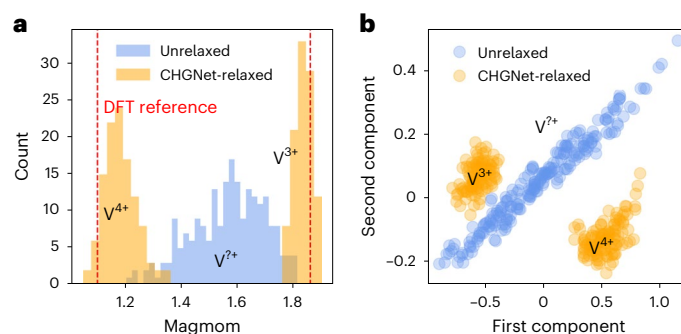 a
Unrelaxed
CHGNet-relaxed
DFT reference
V3+
V4+
V?+
Count
30
25
20
15
10
5
0
1.2 1.4 1.6 1.8
Magmom
b
Unrelaxed
CHGNet-relaxed
V?+
V3+
V4+
Second component
0.4
0.2
0
−0.2
−0.5 0 0.5 1.0
First component